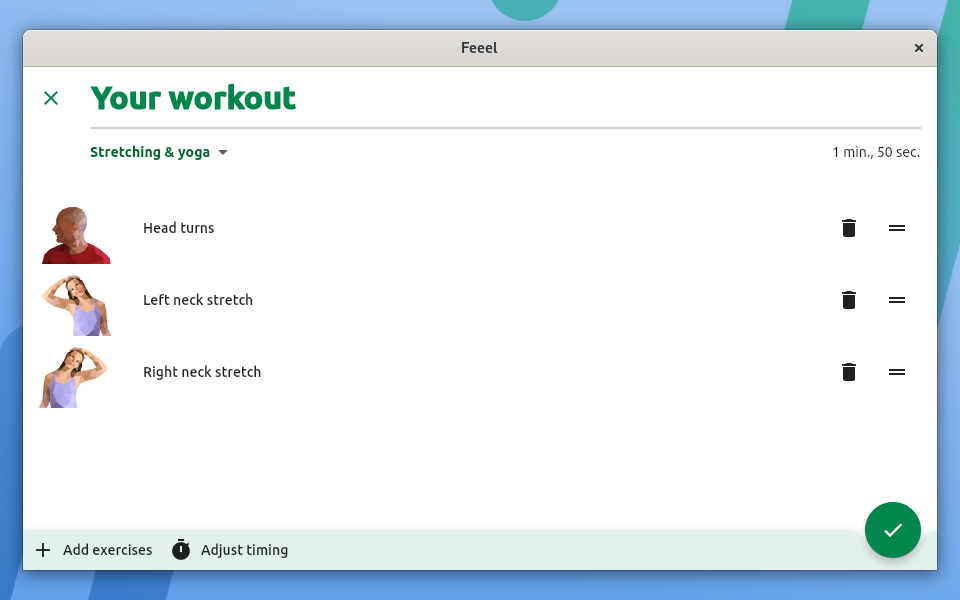 Feeel
Your workout
Stretching & yoga
1 min., 50 sec.
Head turns
Left neck stretch
Right neck stretch
Add exercises
Adjust timing